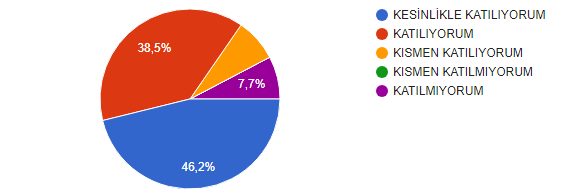 38,5%
7,7%
46,2%
KESİNLİKLE KATILIYORUM
KATILIYORUM
KISMEN KATILIYORUM
KISMEN KATILMIYORUM
KATILMIYORUM